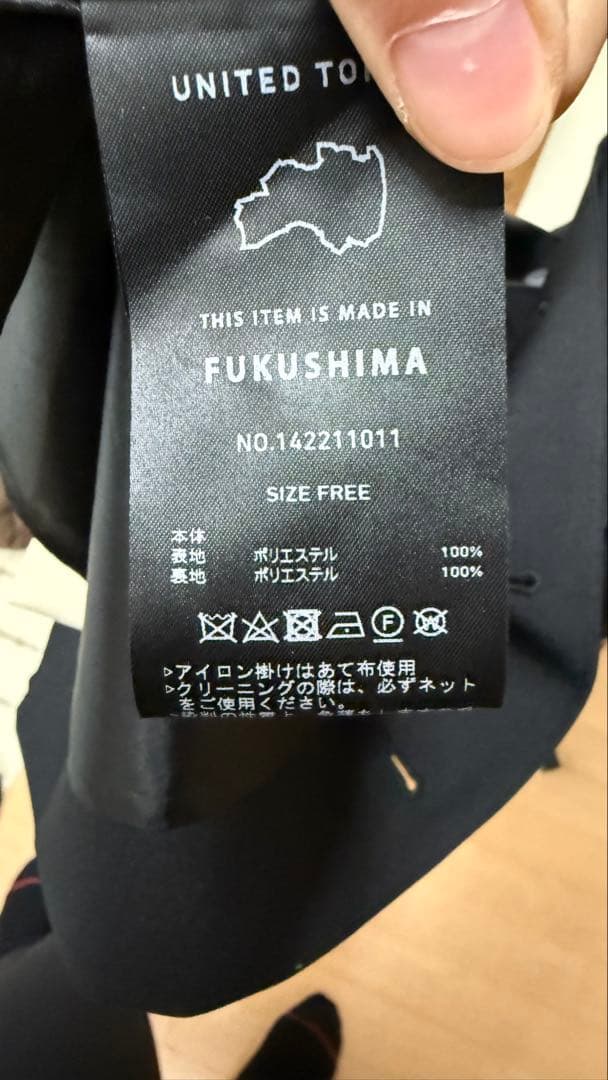 UNITED TO
THIS ITEM IS MADE IN
FUKUSHIMA
NO.142211011
SIZE FREE
本体
表地 ポリエステル 100%
裏地 ポリエステル 100%
F W
▷アイロン掛けはあて布使用
▷クリーニングの際は、必ずネット
をご使用ください。